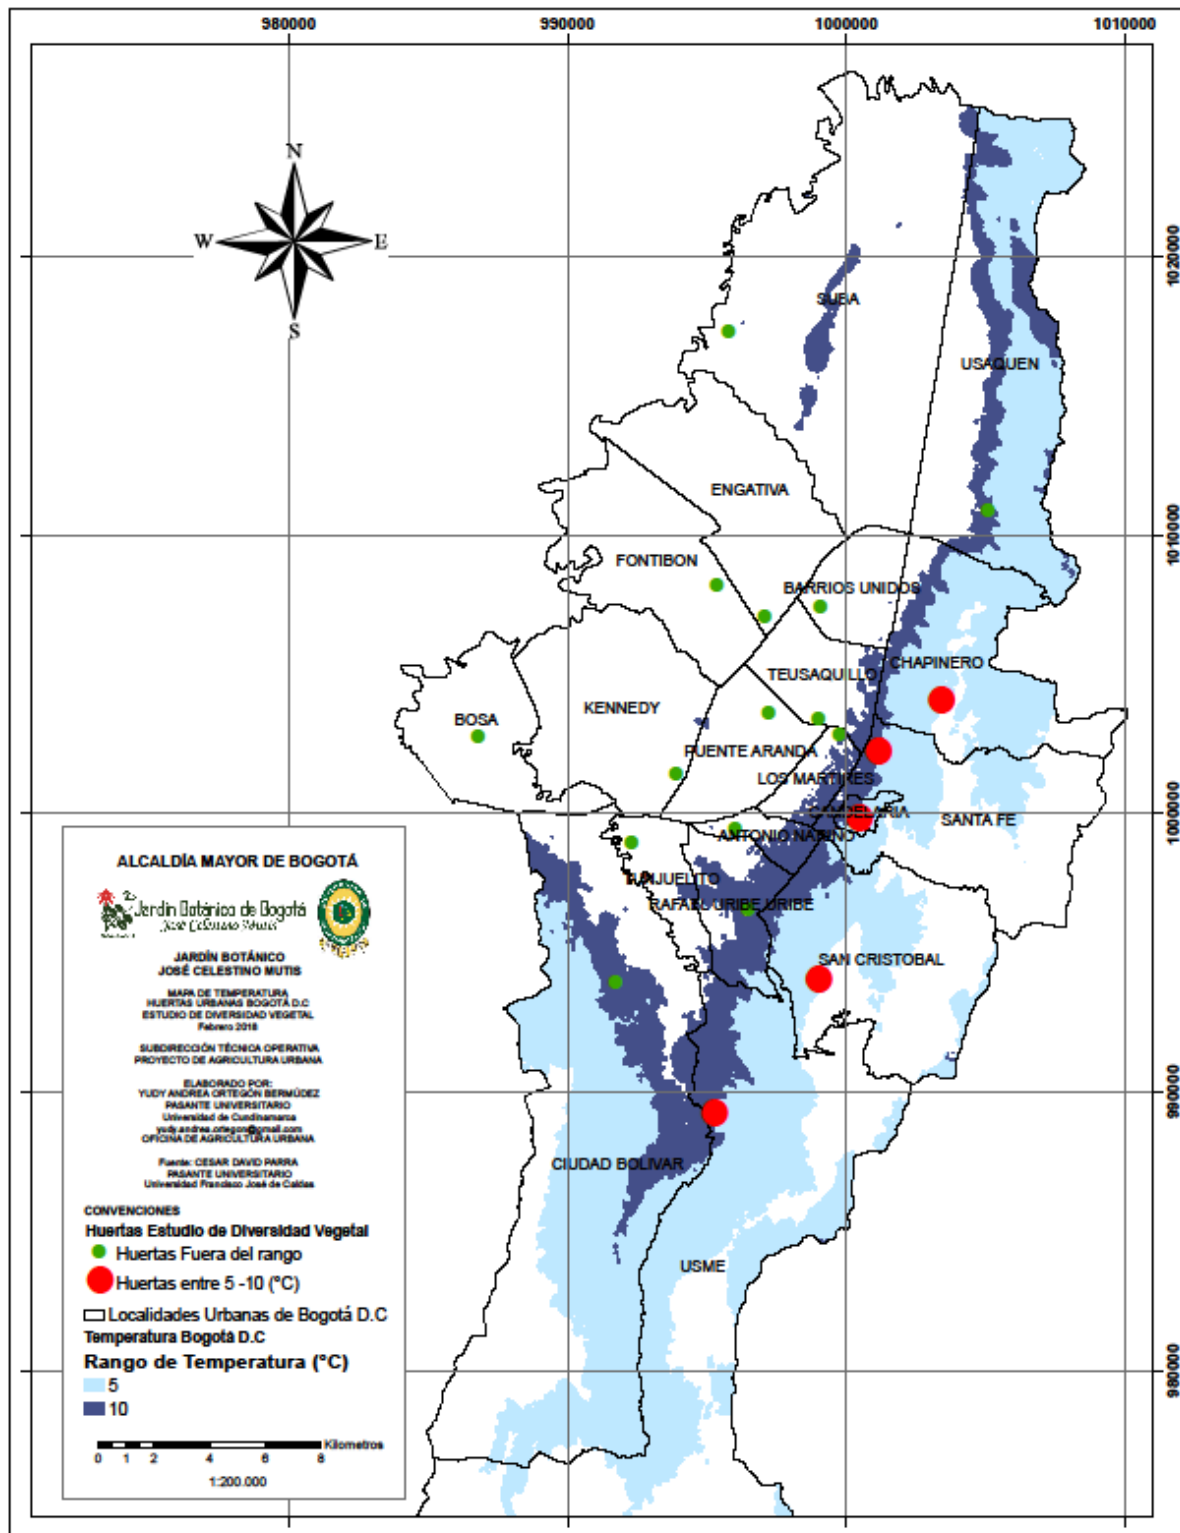 980000
990000
1000000
1010000
N
W
E
S
1020000
SUBA
USAQUEN
ENGATIVA
1010000
FONTIBON
BARRIOS UNIDOS
CHAPINERO
TEUSAQUILLO
KENNEDY
BOSA
PUENTE ARANDA
LOS MARTIRES
1000000
CANDELARIA
SANTA FE
ANTONIO NARIÑO
TUNJUELITO
RAFAEL URIBE URIBE
SAN CRISTOBAL
990000
CIUDAD BOLIVAR
USME
980000
ALCALDÍA MAYOR DE BOGOTÁ
Jardín Botánico de Bogotá
José Celestino Mutis
JARDÍN BOTÁNICO
JOSÉ CELESTINO MUTIS
MAPA DE TEMPERATURA
HUERTAS URBANAS BOGOTÁ D.C
ESTUDIO DE DIVERSIDAD VEGETAL
Febrero 2018
SUBDIRECCIÓN TÉCNICA OPERATIVA
PROYECTO DE AGRICULTURA URBANA
ELABORADO POR:
YUDY ANDREA ORTEGÓN BERMÚDEZ
PASANTE UNIVERSITARIO
Universidad de Cundinamarca
yudy.andrea.ortegon@gmail.com
OFICINA DE AGRICULTURA URBANA
Fuente: CESAR DAVID PARRA
PASANTE UNIVERSITARIO
Universidad Francisco José de Caldas
CONVENCIONES
Huertas Estudio de Diversidad Vegetal
Huertas Fuera del rango
Huertas entre 5 -10 (°C)
Localidades Urbanas de Bogotá D.C
Temperatura Bogotá D.C
Rango de Temperatura (°C)
5
10
Kilometros
0 1 2 4 6 8
1:200.000